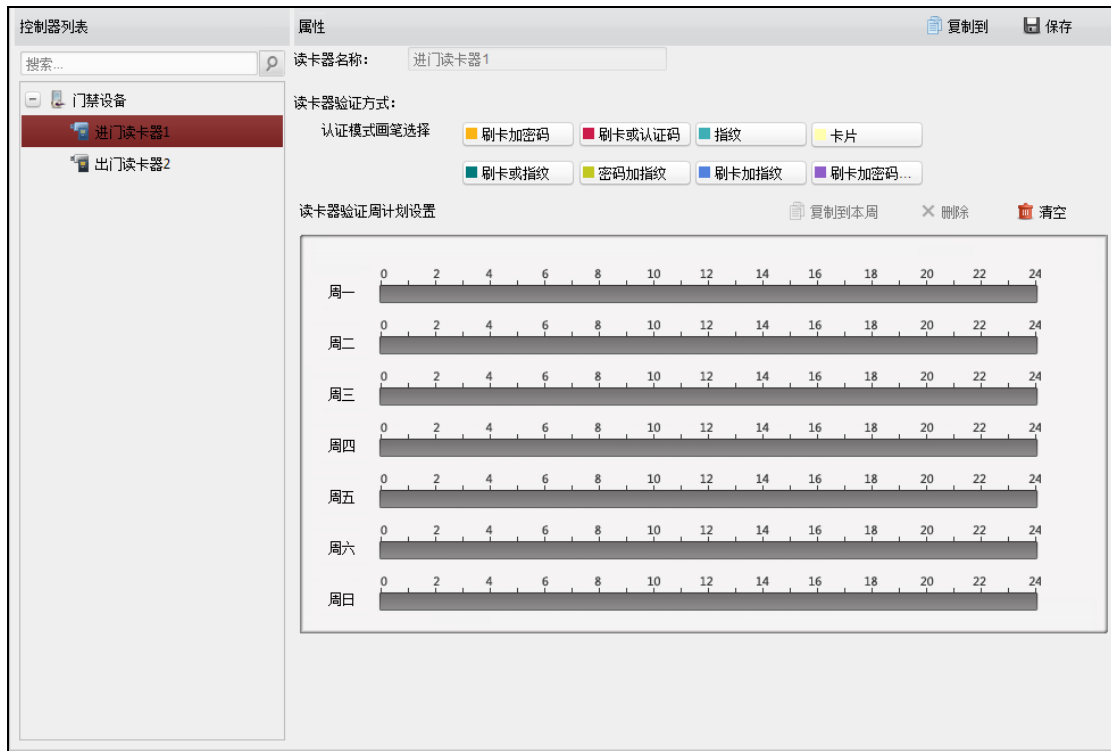 控制器列表
属性
复制到
保存
搜索...
读卡器名称：
进门读卡器1
门禁设备
进门读卡器1
出门读卡器2
读卡器验证方式：
认证模式画笔选择
刷卡加密码
刷卡或认证码
指纹
卡片
刷卡或指纹
密码加指纹
刷卡加指纹
刷卡加密码...
读卡器验证周计划设置
复制到本周
删除
清空
0 2 4 6 8 10 12 14 16 18 20 22 24
周一
0 2 4 6 8 10 12 14 16 18 20 22 24
周二
0 2 4 6 8 10 12 14 16 18 20 22 24
周三
0 2 4 6 8 10 12 14 16 18 20 22 24
周四
0 2 4 6 8 10 12 14 16 18 20 22 24
周五
0 2 4 6 8 10 12 14 16 18 20 22 24
周六
0 2 4 6 8 10 12 14 16 18 20 22 24
周日